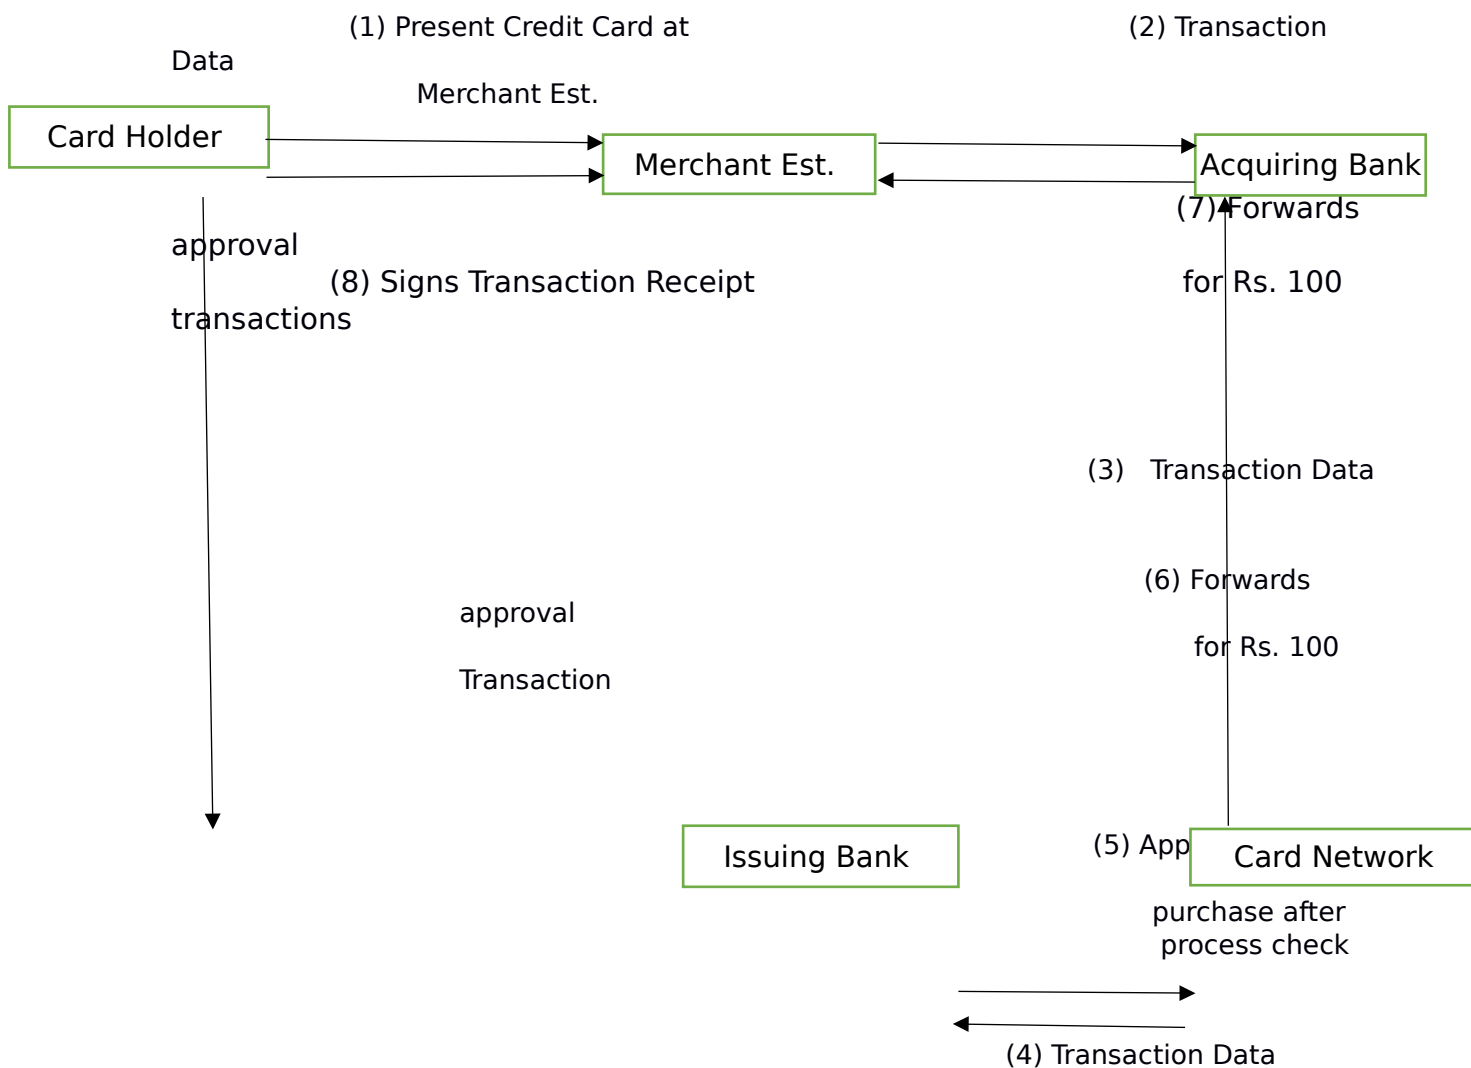 (1) Present Credit Card at
(2) Transaction
Data
Merchant Est.
Card Holder
Merchant Est.
Acquiring Bank
(7) Forwards
approval
(8) Signs Transaction Receipt
for Rs. 100
transactions
(3) Transaction Data
(6) Forwards
approval
for Rs. 100
Transaction
(5) App
Issuing Bank
Card Network
purchase after
process check
(4) Transaction Data